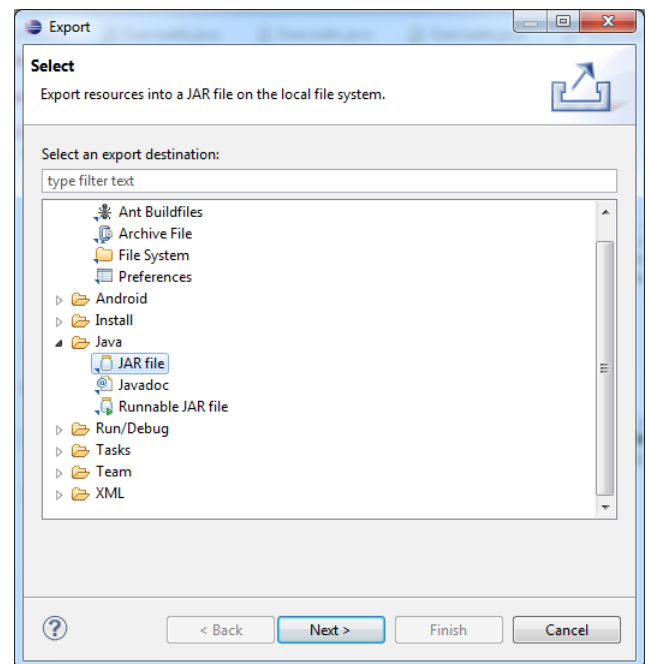 Export
Select
Export resources into a JAR file on the local file system.
Select an export destination:
type filter text
Ant Buildfiles
Archive File
File System
Preferences
Android
Install
Java
JAR file
Javadoc
Runnable JAR file
Run/Debug
Tasks
Team
XML
< Back Next > Finish Cancel